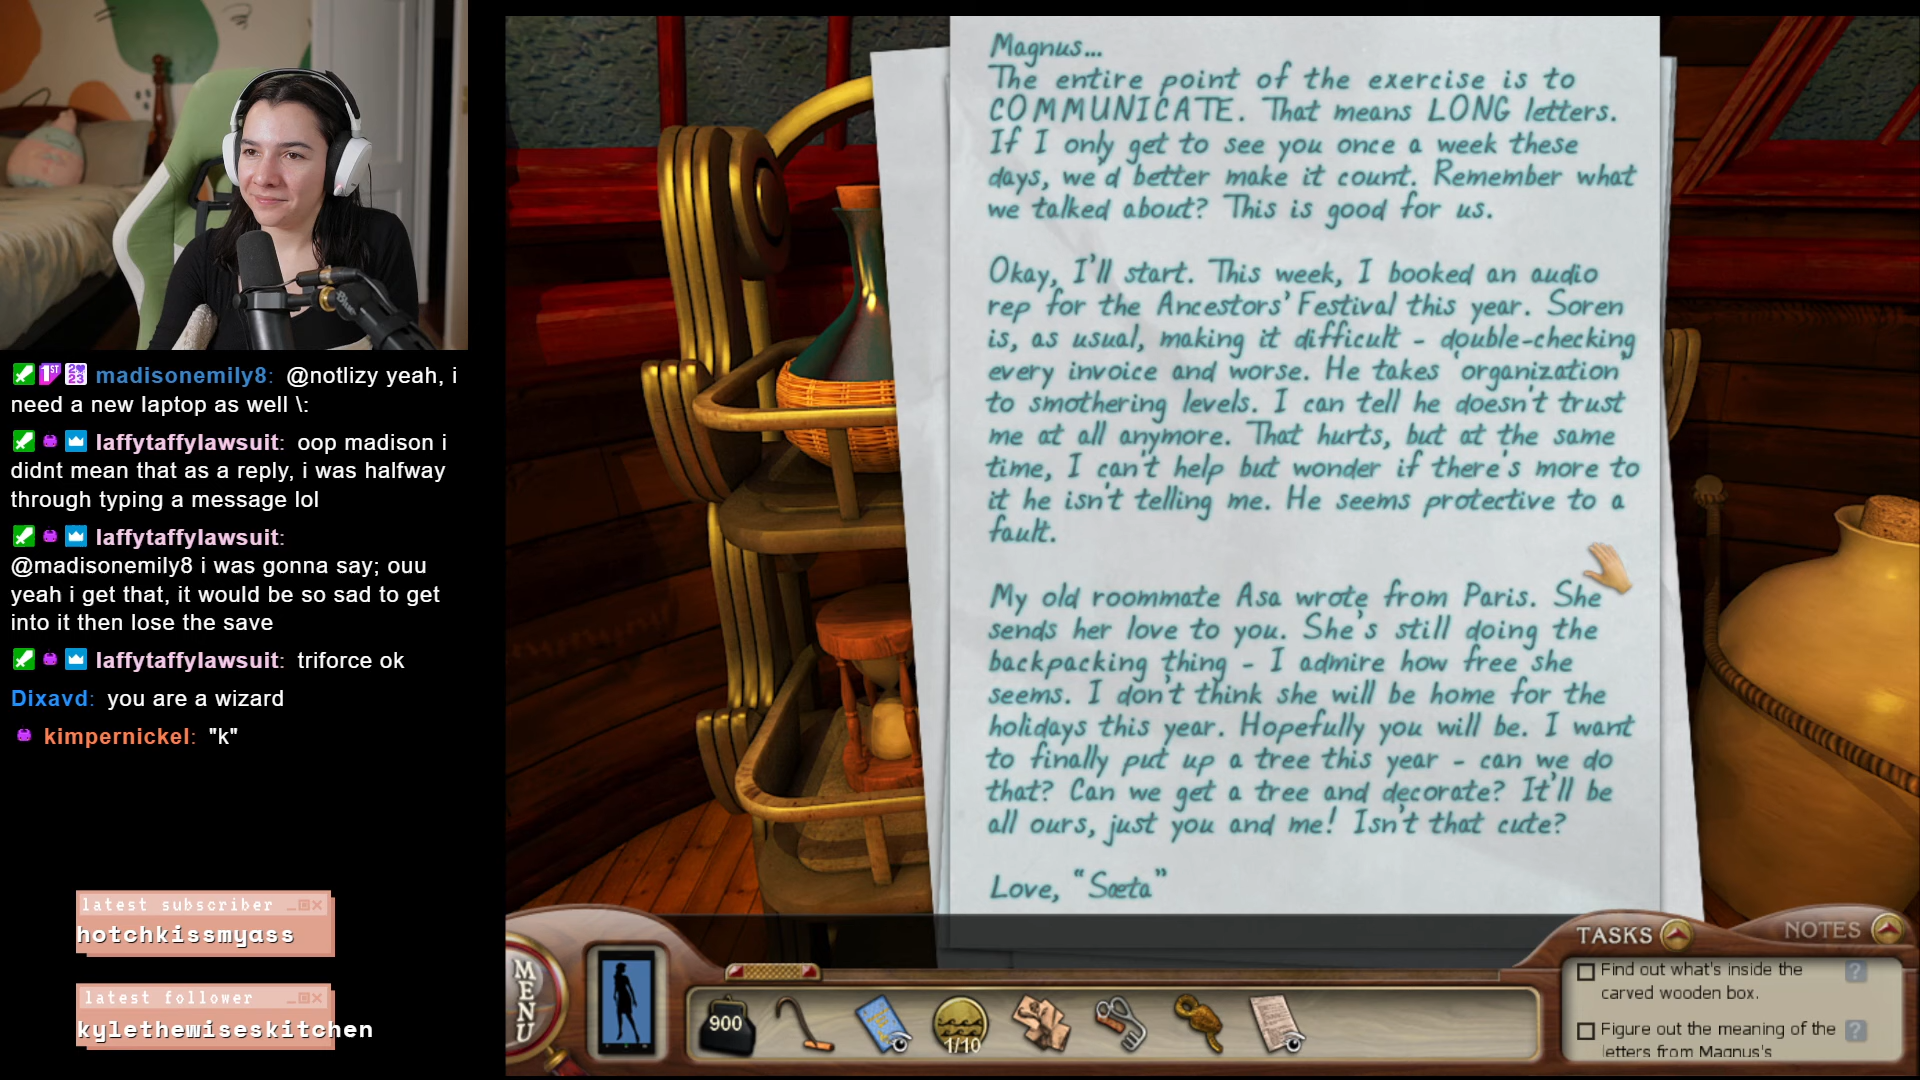 madisonemily8: @notlizy yeah, i
need a new laptop as well \:
laffytaffylawsuit: oop madison i
didnt mean that as a reply, i was halfway
through typing a message lol
laffytaffylawsuit:
@madisonemily8 i was gonna say; ouu
yeah i get that, it would be so sad to get
into it then lose the save
laffytaffylawsuit: triforce ok
Dixavd: you are a wizard
kimpernickel: "k"
latest subscriber
hotchkissmyass
latest follower
kylethewiseskitchen
Magnus...
The entire point of the exercise is to
COMMUNICATE. That means LONG letters.
If I only get to see you once a week these
days, we'd better make it count. Remember what
we talked about? This is good for us.
Okay, I'll start. This week, I booked an audio
rep for the Ancestors' Festival this year. Soren
is, as usual, making it difficult - double-checking
every invoice and worse. He takes 'organization'
to smothering levels. I can tell he doesn't trust
me at all anymore. That hurts, but at the same
time, I can't help but wonder if there's more to
it he isn't telling me. He seems protective to a
fault.
My old roommate Asa wrote from Paris. She
sends her love to you. She's still doing the
backpacking thing - I admire how free she
seems. I don't think she will be home for the
holidays this year. Hopefully you will be. I want
to finally put up a tree this year - can we do
that? Can we get a tree and decorate? It'll be
all ours, just you and me! Isn't that cute?
Love, "Sæta"
MENU
900
1/10
TASKS
NOTES
Find out what's inside the
carved wooden box.
Figure out the meaning of the
letters from Magnus's